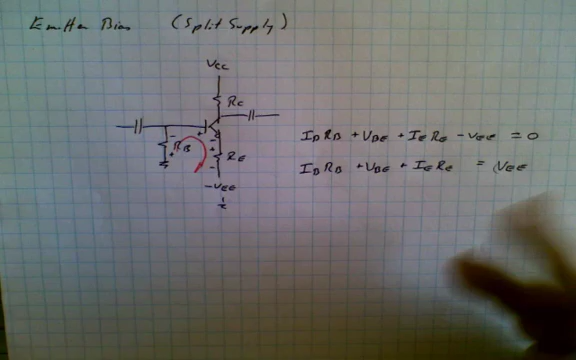 Emitter Bias (Split Supply)
VCC
RC
RB
RE
-VEE
IBRB + VBE + IERE - VEE = 0
IBRB + VBE + IERE = VEE